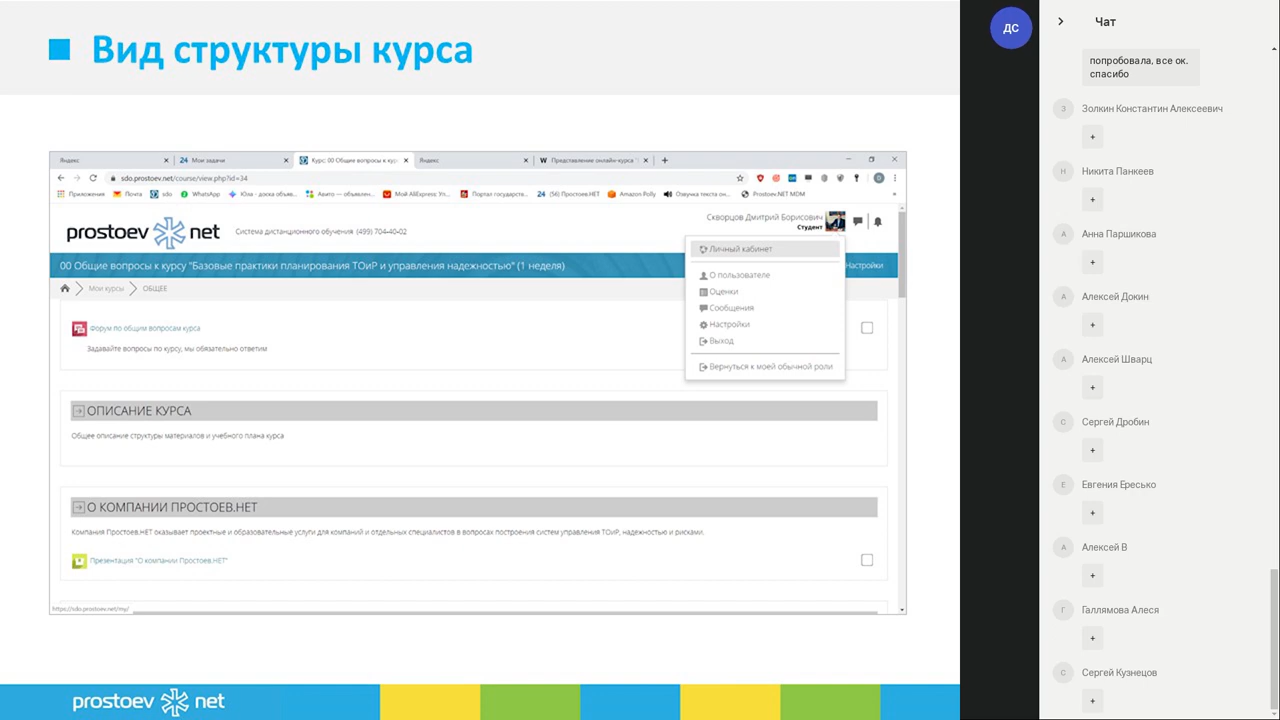 Вид структуры курса
Яндекс
24 Мои задачи
Курс: 00 Общие вопросы к кур
Яндекс
W Представление онлайн-курса "
sdo.prostoev.net/course/view.php?id=34
Приложения Почта sdo WhatsApp Юла - доска объяв... Авито — объявлен... Мой AliExpress: Ул... Портал государств... 24 (56) Простоев.НЕТ Amazon Polly Озвучка текста он... Prostoev.NET MDM »
prostoev net
Система дистанционного обучения (499) 704-40-02
Скворцов Дмитрий Борисович
Студент
00 Общие вопросы к курсу "Базовые практики планирования ТОиР и управления надежностью" (1 неделя)
Настройки
Мои курсы ОБЩЕЕ
Личный кабинет
О пользователе
Оценки
Сообщения
Настройки
Выход
Вернуться к моей обычной роли
Форум по общим вопросам курса
Задавайте вопросы по курсу, мы обязательно ответим
ОПИСАНИЕ КУРСА
Общее описание структуры материалов и учебного плана курса
О КОМПАНИИ ПРОСТОЕВ.НЕТ
Компания Простоев.НЕТ оказывает проектные и образовательные услуги для компаний и отдельных специалистов в вопросах построения систем управления ТОиР, надежностью и рисками.
Презентация "О компании Простоев.НЕТ"
https://sdo.prostoev.net/my/
prostoev net
ДС
Чат
попробовала, все ок.
спасибо
З Золкин Константин Алексеевич
+
Н Никита Панкеев
+
А Анна Паршикова
+
А Алексей Докин
+
А Алексей Шварц
+
С Сергей Дробин
+
Е Евгения Ересько
+
А Алексей В
+
Г Галлямова Алеся
+
С Сергей Кузнецов
+